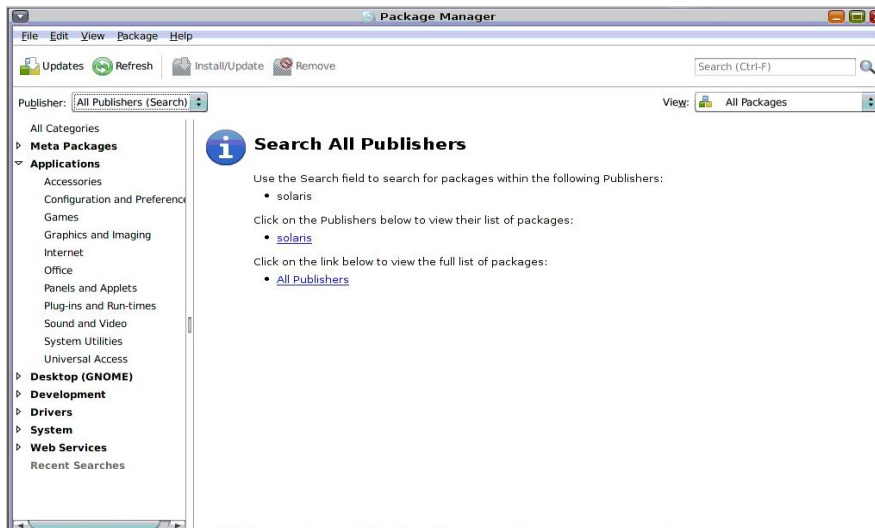 Package Manager
File Edit View Package Help
Updates Refresh Install/Update Remove Search (Ctrl-F)
Publisher: All Publishers (Search) View: All Packages
All Categories
Meta Packages
Applications
Accessories
Configuration and Preference
Games
Graphics and Imaging
Internet
Office
Panels and Applets
Plug-ins and Run-times
Sound and Video
System Utilities
Universal Access
Desktop (GNOME)
Development
Drivers
System
Web Services
Recent Searches
Search All Publishers
Use the Search field to search for packages within the following Publishers:
• solaris
Click on the Publishers below to view their list of packages:
• solaris
Click on the link below to view the full list of packages:
• All Publishers